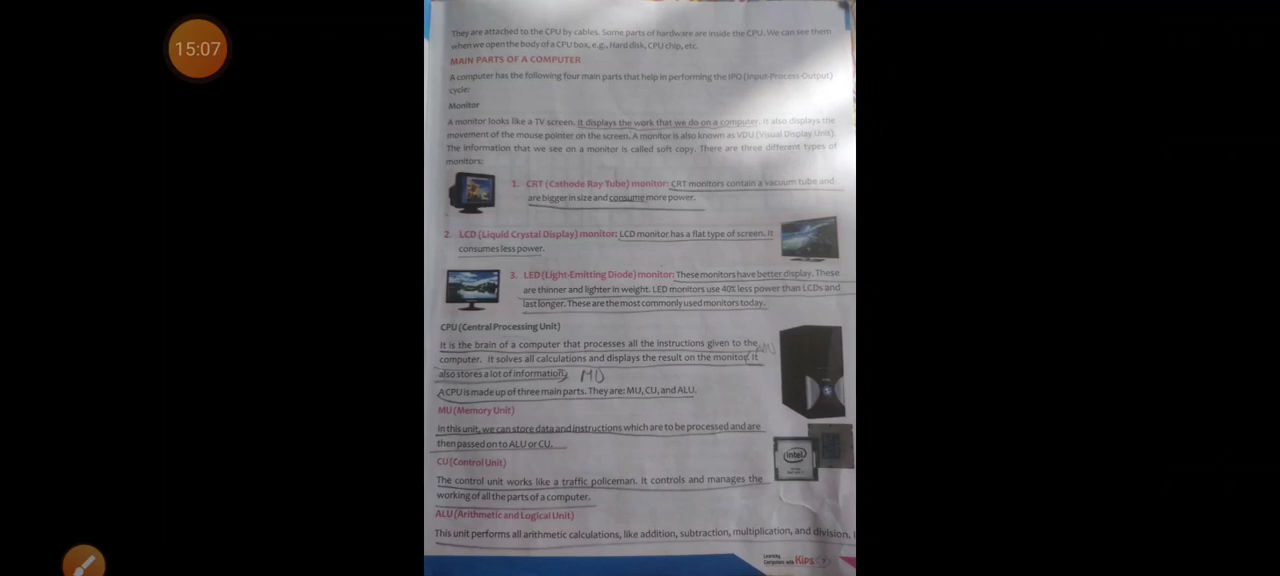 15:07
They are attached to the CPU by cables. Some parts of hardware are inside the CPU. We can see them
when we open the body of a CPU box, e.g., Hard disk, CPU chip, etc.
MAIN PARTS OF A COMPUTER
A computer has the following four main parts that help in performing the IPO (Input-Process-Output)
cycle:
Monitor
A monitor looks like a TV screen. It displays the work that we do on a computer. It also displays the
movement of the mouse pointer on the screen. A monitor is also known as VDU (Visual Display Unit).
The information that we see on a monitor is called soft copy. There are three different types of
monitors:
1. CRT (Cathode Ray Tube) monitor: CRT monitors contain a vacuum tube and
are bigger in size and consume more power.
2. LCD (Liquid Crystal Display) monitor: LCD monitor has a flat type of screen. It
consumes less power.
3. LED (Light-Emitting Diode) monitor: These monitors have better display. These
are thinner and lighter in weight. LED monitors use 40% less power than LCDs and
last longer. These are the most commonly used monitors today.
CPU (Central Processing Unit)
It is the brain of a computer that processes all the instructions given to the
computer. It solves all calculations and displays the result on the monitor. It
also stores a lot of information. MU
A CPU is made up of three main parts. They are: MU, CU, and ALU.
MU (Memory Unit)
In this unit, we can store data and instructions which are to be processed and are
then passed on to ALU or CU.
intel
CU (Control Unit)
The control unit works like a traffic policeman. It controls and manages the
working of all the parts of a computer.
ALU (Arithmetic and Logical Unit)
This unit performs all arithmetic calculations, like addition, subtraction, multiplication, and division,
Learning
Computers with Kips 7